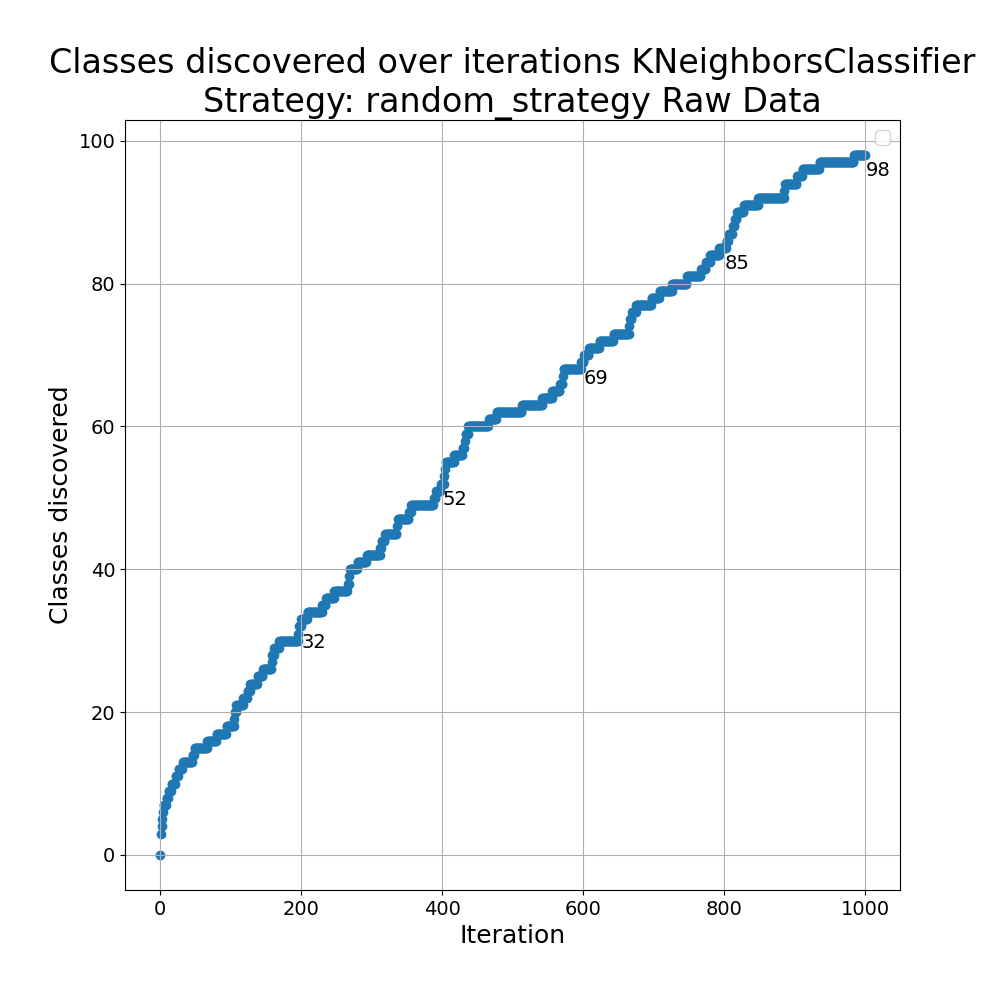 Classes discovered over iterations KNeighborsClassifier
Strategy: random_strategy Raw Data
100
98
85
80
69
60
52
40
32
20
0
0 200 400 600 800 1000
Classes discovered
Iteration